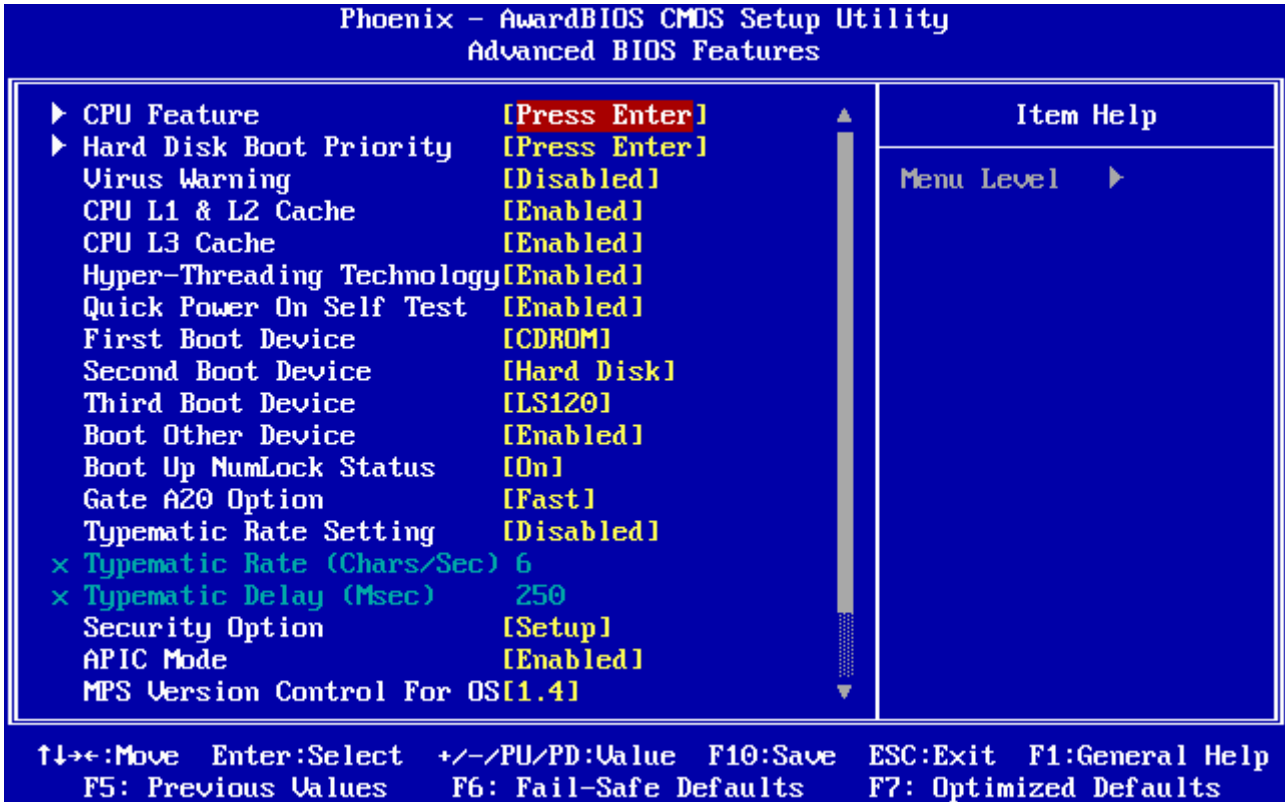 Phoenix - AwardBIOS CMOS Setup Utility
Advanced BIOS Features
CPU Feature [Press Enter]
Hard Disk Boot Priority [Press Enter]
Virus Warning [Disabled]
CPU L1 & L2 Cache [Enabled]
CPU L3 Cache [Enabled]
Hyper-Threading Technology[Enabled]
Quick Power On Self Test [Enabled]
First Boot Device [CDROM]
Second Boot Device [Hard Disk]
Third Boot Device [LS120]
Boot Other Device [Enabled]
Boot Up NumLock Status [On]
Gate A20 Option [Fast]
Typematic Rate Setting [Disabled]
x Typematic Rate (Chars/Sec) 6
x Typematic Delay (Msec) 250
Security Option [Setup]
APIC Mode [Enabled]
MPS Version Control For OS[1.4]
Item Help
Menu Level
↑↓→←:Move Enter:Select +/-/PU/PD:Value F10:Save ESC:Exit F1:General Help
F5: Previous Values F6: Fail-Safe Defaults F7: Optimized Defaults